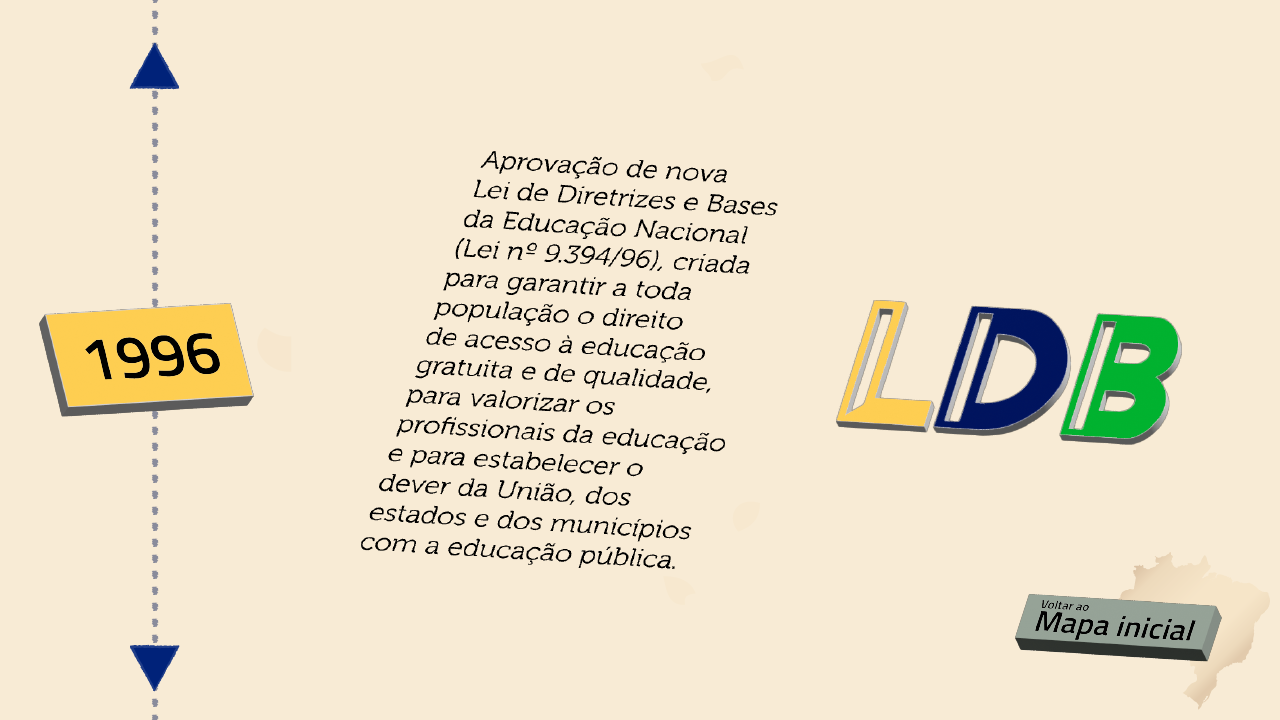 1996
Aprovação de nova
Lei de Diretrizes e Bases
da Educação Nacional
(Lei nº 9.394/96), criada
para garantir a toda
população o direito
de acesso à educação
gratuita e de qualidade,
para valorizar os
profissionais da educação
e para estabelecer o
dever da União, dos
estados e dos municípios
com a educação pública.
LDB
Voltar ao
Mapa inicial